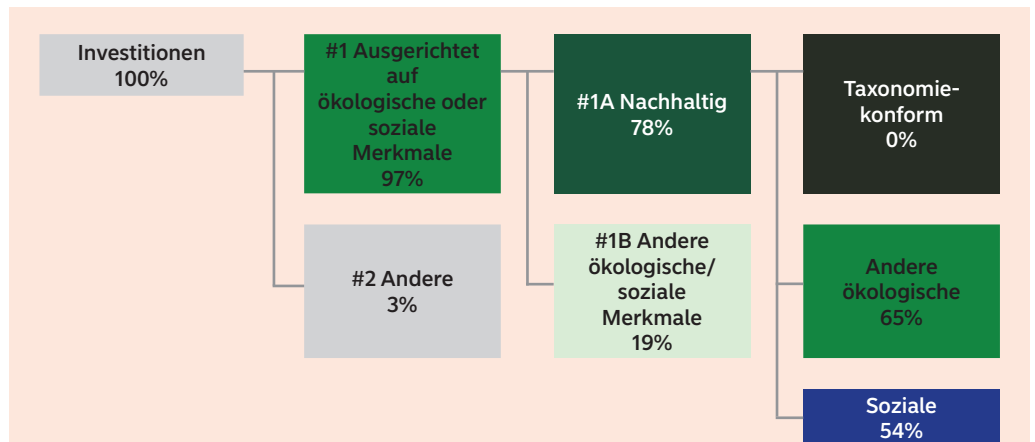 Investitionen
100%
#1 Ausgerichtet
auf
ökologische oder
soziale
Merkmale
97%
#1A Nachhaltig
78%
Taxonomie-
konform
0%
#2 Andere
3%
#1B Andere
ökologische/
soziale
Merkmale
19%
Andere
ökologische
65%
Soziale
54%